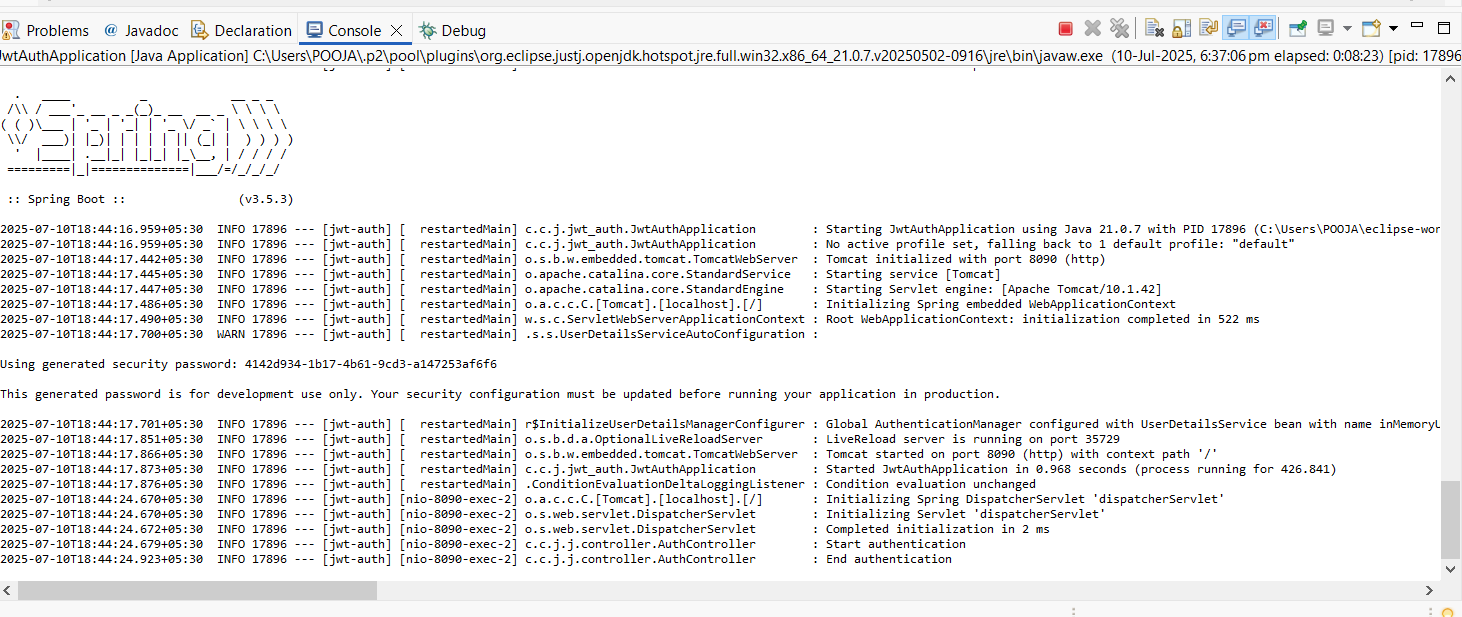 Problems @ Javadoc Declaration Console Debug
JwtAuthApplication [Java Application] C:\Users\POOJA\.p2\pool\plugins\org.eclipse.justj.openjdk.hotspot.jre.full.win32.x86_64_21.0.7.v20250502-0916\jre\bin\javaw.exe (10-Jul-2025, 6:37:06 pm elapsed: 0:08:23) [pid: 17896
  .   ____          _            __ _ _
 /\\ / ___'_ __ _ _(_)_ __  __ _ \ \ \ \
( ( )\___ | '_ | '_| | '_ \/ _` | \ \ \ \
 \\/  ___)| |_)| | | | | || (_| |  ) ) ) )
  '  |____| .__|_| |_|_| |_\__, | / / / /
 =========|_|==============|___/=/_/_/_/
 :: Spring Boot ::                (v3.5.3)
2025-07-10T18:44:16.959+05:30  INFO 17896 --- [jwt-auth] [  restartedMain] c.c.j.jwt_auth.JwtAuthApplication        : Starting JwtAuthApplication using Java 21.0.7 with PID 17896 (C:\Users\POOJA\eclipse-wor
2025-07-10T18:44:16.959+05:30  INFO 17896 --- [jwt-auth] [  restartedMain] c.c.j.jwt_auth.JwtAuthApplication        : No active profile set, falling back to 1 default profile: "default"
2025-07-10T18:44:17.442+05:30  INFO 17896 --- [jwt-auth] [  restartedMain] o.s.b.w.embedded.tomcat.TomcatWebServer  : Tomcat initialized with port 8090 (http)
2025-07-10T18:44:17.445+05:30  INFO 17896 --- [jwt-auth] [  restartedMain] o.apache.catalina.core.StandardService   : Starting service [Tomcat]
2025-07-10T18:44:17.447+05:30  INFO 17896 --- [jwt-auth] [  restartedMain] o.apache.catalina.core.StandardEngine    : Starting Servlet engine: [Apache Tomcat/10.1.42]
2025-07-10T18:44:17.486+05:30  INFO 17896 --- [jwt-auth] [  restartedMain] o.a.c.c.C.[Tomcat].[localhost].[/]       : Initializing Spring embedded WebApplicationContext
2025-07-10T18:44:17.490+05:30  INFO 17896 --- [jwt-auth] [  restartedMain] w.s.c.ServletWebServerApplicationContext : Root WebApplicationContext: initialization completed in 522 ms
2025-07-10T18:44:17.700+05:30  WARN 17896 --- [jwt-auth] [  restartedMain] .s.s.UserDetailsServiceAutoConfiguration :
Using generated security password: 4142d934-1b17-4b61-9cd3-a147253af6f6
This generated password is for development use only. Your security configuration must be updated before running your application in production.
2025-07-10T18:44:17.701+05:30  INFO 17896 --- [jwt-auth] [  restartedMain] r$InitializeUserDetailsManagerConfigurer : Global AuthenticationManager configured with UserDetailsService bean with name inMemoryU
2025-07-10T18:44:17.851+05:30  INFO 17896 --- [jwt-auth] [  restartedMain] o.s.b.d.a.OptionalLiveReloadServer       : LiveReload server is running on port 35729
2025-07-10T18:44:17.866+05:30  INFO 17896 --- [jwt-auth] [  restartedMain] o.s.b.w.embedded.tomcat.TomcatWebServer  : Tomcat started on port 8090 (http) with context path '/'
2025-07-10T18:44:17.873+05:30  INFO 17896 --- [jwt-auth] [  restartedMain] c.c.j.jwt_auth.JwtAuthApplication        : Started JwtAuthApplication in 0.968 seconds (process running for 426.841)
2025-07-10T18:44:17.876+05:30  INFO 17896 --- [jwt-auth] [  restartedMain] .ConditionEvaluationDeltaLoggingListener : Condition evaluation unchanged
2025-07-10T18:44:24.670+05:30  INFO 17896 --- [jwt-auth] [nio-8090-exec-2] o.a.c.c.C.[Tomcat].[localhost].[/]       : Initializing Spring DispatcherServlet 'dispatcherServlet'
2025-07-10T18:44:24.670+05:30  INFO 17896 --- [jwt-auth] [nio-8090-exec-2] o.s.web.servlet.DispatcherServlet        : Initializing Servlet 'dispatcherServlet'
2025-07-10T18:44:24.672+05:30  INFO 17896 --- [jwt-auth] [nio-8090-exec-2] o.s.web.servlet.DispatcherServlet        : Completed initialization in 2 ms
2025-07-10T18:44:24.679+05:30  INFO 17896 --- [jwt-auth] [nio-8090-exec-2] c.c.j.j.controller.AuthController        : Start authentication
2025-07-10T18:44:24.923+05:30  INFO 17896 --- [jwt-auth] [nio-8090-exec-2] c.c.j.j.controller.AuthController        : End authentication